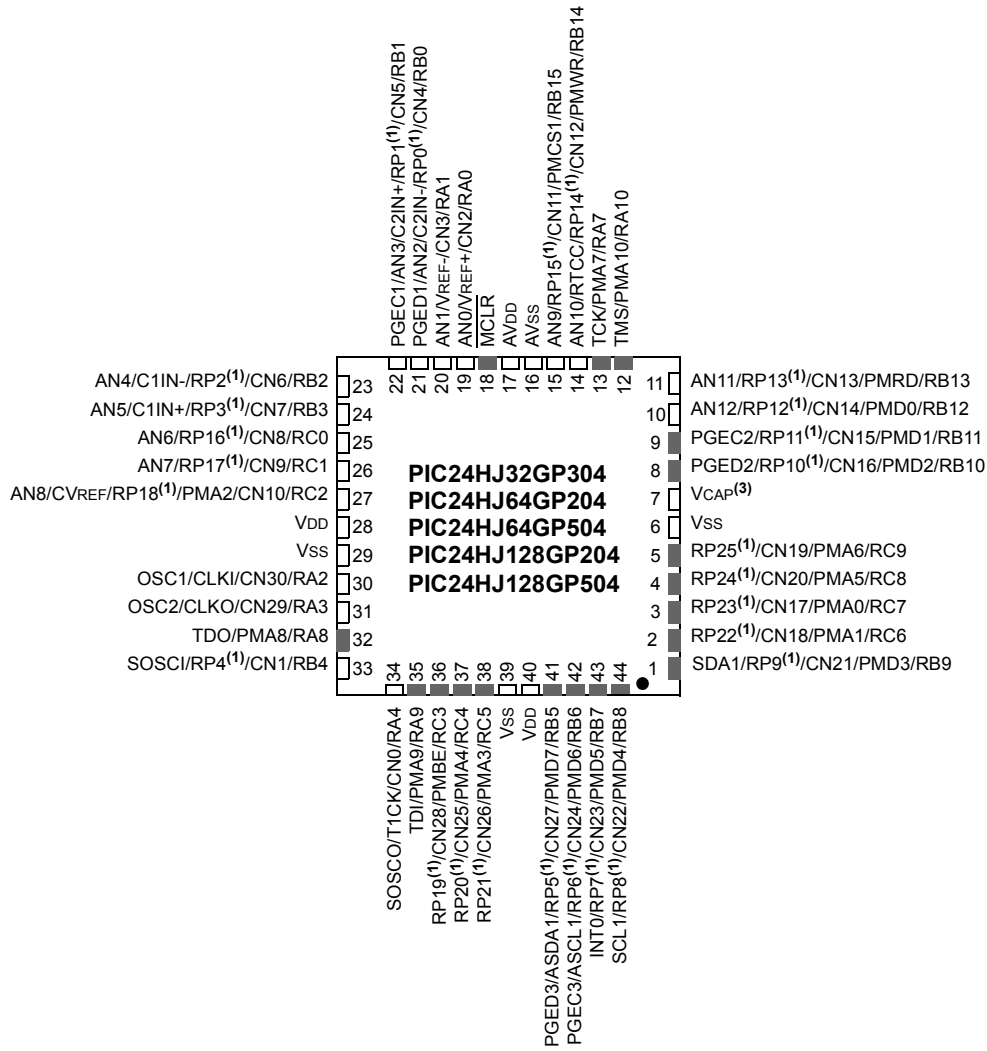 PGEC1/AN3/C2IN+/RP1(1)/CN5/RB1
PGED1/AN2/C2IN-/RP0(1)/CN4/RB0
AN1/VREF-/CN3/RA1
AN0/VREF+/CN2/RA0
MCLR
AVDD
AVSS
AN9/RP15(1)/CN11/PMCS1/RB15
AN10/RTCC/RP14(1)/CN12/PMWR/RB14
TCK/PMA7/RA7
TMS/PMA10/RA10
22
21
20
19
18
17
16
15
14
13
12
AN4/C1IN-/RP2(1)/CN6/RB2
23
AN5/C1IN+/RP3(1)/CN7/RB3
24
AN6/RP16(1)/CN8/RC0
25
AN7/RP17(1)/CN9/RC1
26
AN8/CVREF/RP18(1)/PMA2/CN10/RC2
27
VDD
28
VSS
29
OSC1/CLKI/CN30/RA2
30
OSC2/CLKO/CN29/RA3
31
TDO/PMA8/RA8
32
SOSCI/RP4(1)/CN1/RB4
33
PIC24HJ32GP304
PIC24HJ64GP204
PIC24HJ64GP504
PIC24HJ128GP204
PIC24HJ128GP504
11
AN11/RP13(1)/CN13/PMRD/RB13
10
AN12/RP12(1)/CN14/PMD0/RB12
9
PGEC2/RP11(1)/CN15/PMD1/RB11
8
PGED2/RP10(1)/CN16/PMD2/RB10
7
VCAP(3)
6
VSS
5
RP25(1)/CN19/PMA6/RC9
4
RP24(1)/CN20/PMA5/RC8
3
RP23(1)/CN17/PMA0/RC7
2
RP22(1)/CN18/PMA1/RC6
1
SDA1/RP9(1)/CN21/PMD3/RB9
34
35
36
37
38
39
40
41
42
43
44
SOSCO/T1CK/CN0/RA4
TDI/PMA9/RA9
RP19(1)/CN28/PMBE/RC3
RP20(1)/CN25/PMA4/RC4
RP21(1)/CN26/PMA3/RC5
VSS
VDD
PGED3/ASDA1/RP5(1)/CN27/PMD7/RB5
PGEC3/ASCL1/RP6(1)/CN24/PMD6/RB6
INT0/RP7(1)/CN23/PMD5/RB7
SCL1/RP8(1)/CN22/PMD4/RB8